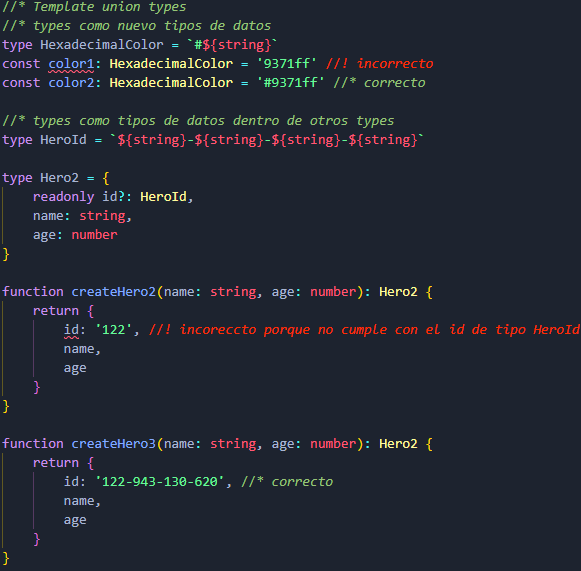 //* Template union types
//* types como nuevo tipos de datos
type HexadecimalColor = `#${string}`
const color1: HexadecimalColor = '9371ff' //! incorrecto
const color2: HexadecimalColor = '#9371ff' //* correcto

//* types como tipos de datos dentro de otros types
type HeroId = `${string}-${string}-${string}-${string}`

type Hero2 = {
    readonly id?: HeroId,
    name: string,
    age: number
}

function createHero2(name: string, age: number): Hero2 {
    return {
        id: '122', //! incoreccto porque no cumple con el id de tipo HeroId
        name,
        age
    }
}

function createHero3(name: string, age: number): Hero2 {
    return {
        id: '122-943-130-620', //* correcto
        name,
        age
    }
}